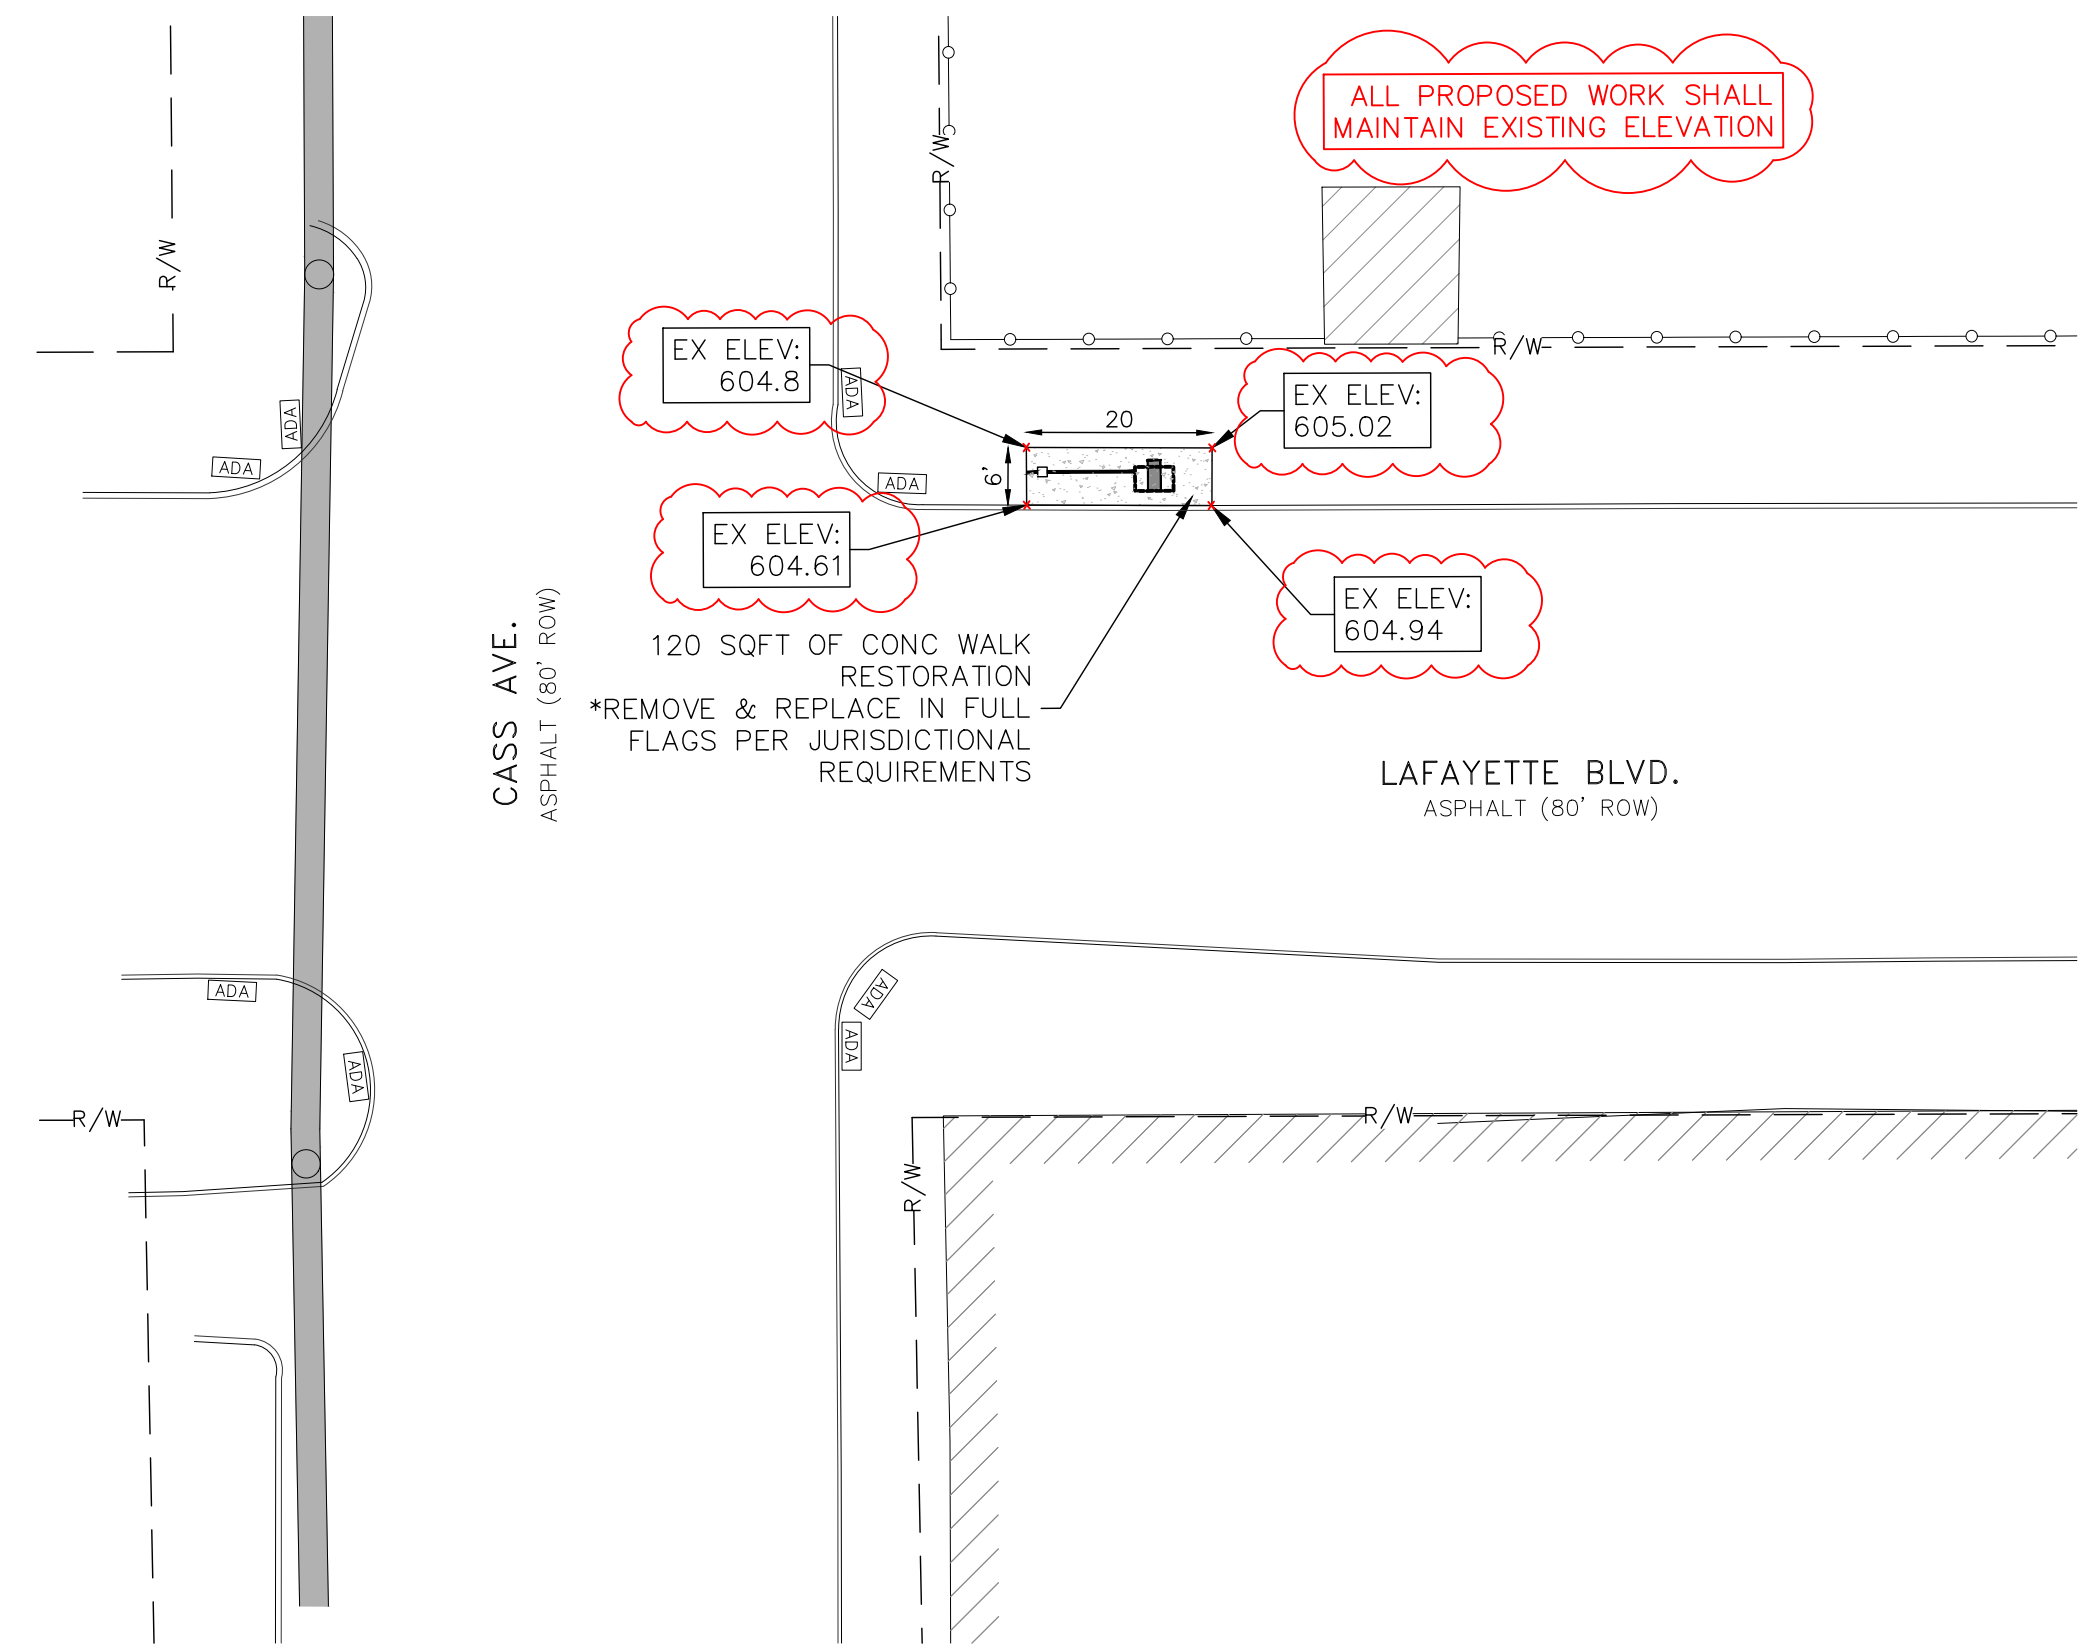 ALL PROPOSED WORK SHALL
MAINTAIN EXISTING ELEVATION
R/W
R/W
R/W
EX ELEV:
604.8
ADA
EX ELEV:
605.02
20
6'
ADA
ADA
ADA
EX ELEV:
604.61
EX ELEV:
604.94
120 SQFT OF CONC WALK
RESTORATION
*REMOVE & REPLACE IN FULL
FLAGS PER JURISDICTIONAL
REQUIREMENTS
CASS AVE.
ASPHALT (80' ROW)
LAFAYETTE BLVD.
ASPHALT (80' ROW)
ADA
ADA
ADA
ADA
R/W
R/W
R/W